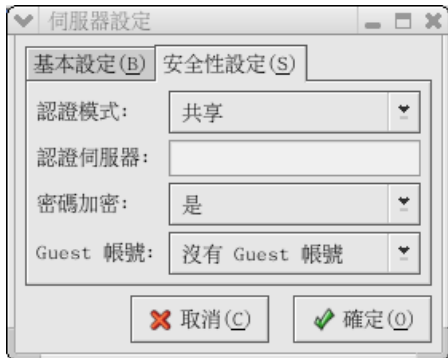 伺服器設定
基本設定(B) 安全性設定(S)
認證模式: 共享
認證伺服器:
密碼加密: 是
Guest 帳號: 沒有 Guest 帳號
取消(C) 確定(O)